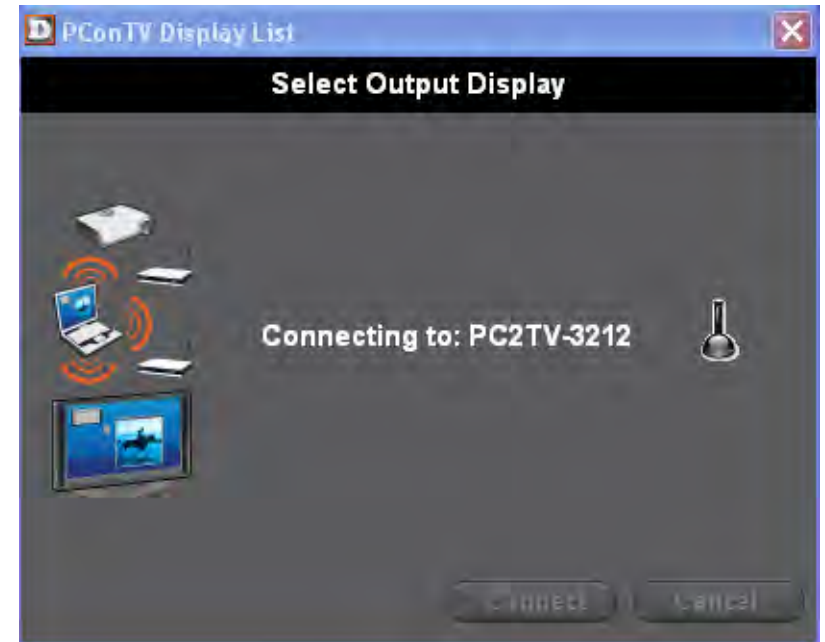 D PConTV Display List
Select Output Display
Connecting to: PC2TV-3212
Connect Cancel